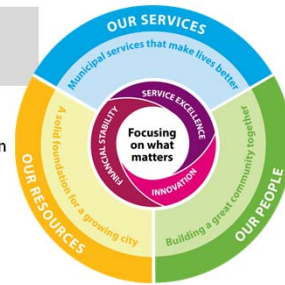 OUR SERVICES
Municipal services that make lives better
SERVICE EXCELLENCE
FINANCIAL STABILITY
Focusing
on what
matters
INNOVATION
A solid foundation for a growing city
OUR RESOURCES
Building a great community together
OUR PEOPLE
n